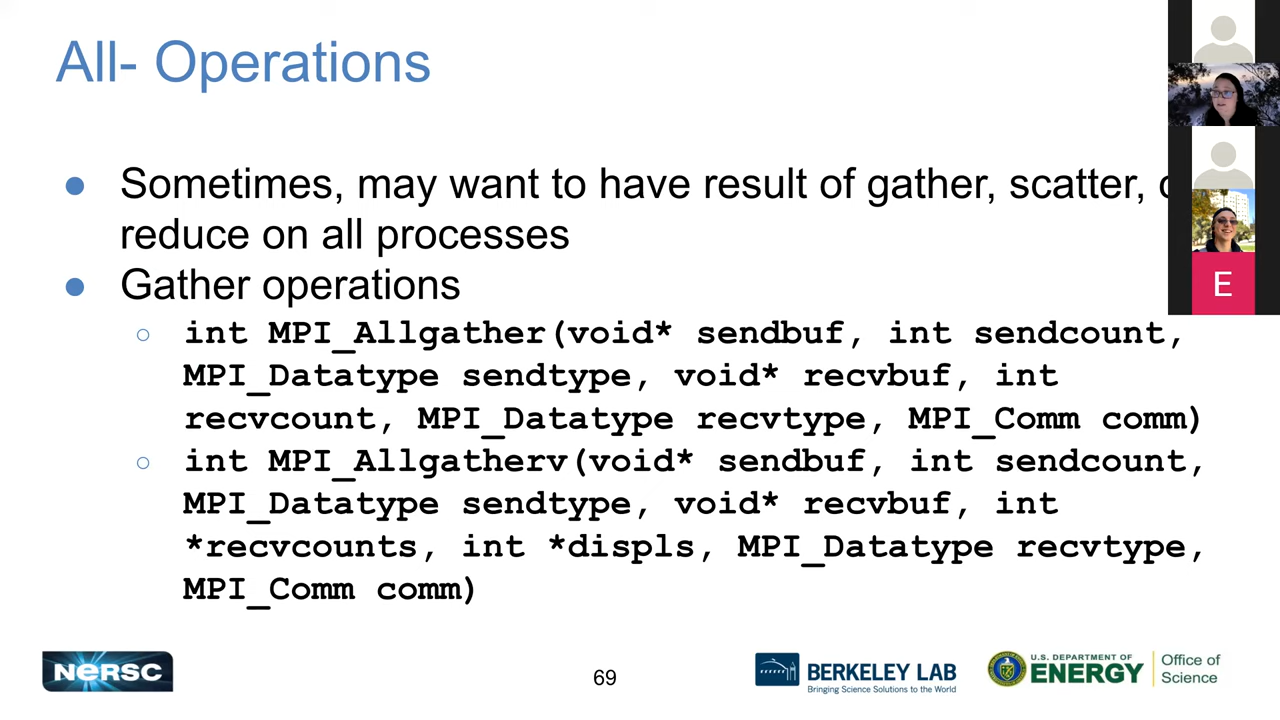 All- Operations
● Sometimes, may want to have result of gather, scatter,
reduce on all processes
● Gather operations
○ int MPI_Allgather(void* sendbuf, int sendcount,
MPI_Datatype sendtype, void* recvbuf, int
recvcount, MPI_Datatype recvtype, MPI_Comm comm)
○ int MPI_Allgatherv(void* sendbuf, int sendcount,
MPI_Datatype sendtype, void* recvbuf, int
*recvcounts, int *displs, MPI_Datatype recvtype,
MPI_Comm comm)
E
NERSC
69
BERKELEY LAB
Bringing Science Solutions to the World
U.S. DEPARTMENT OF
ENERGY
Office of
Science